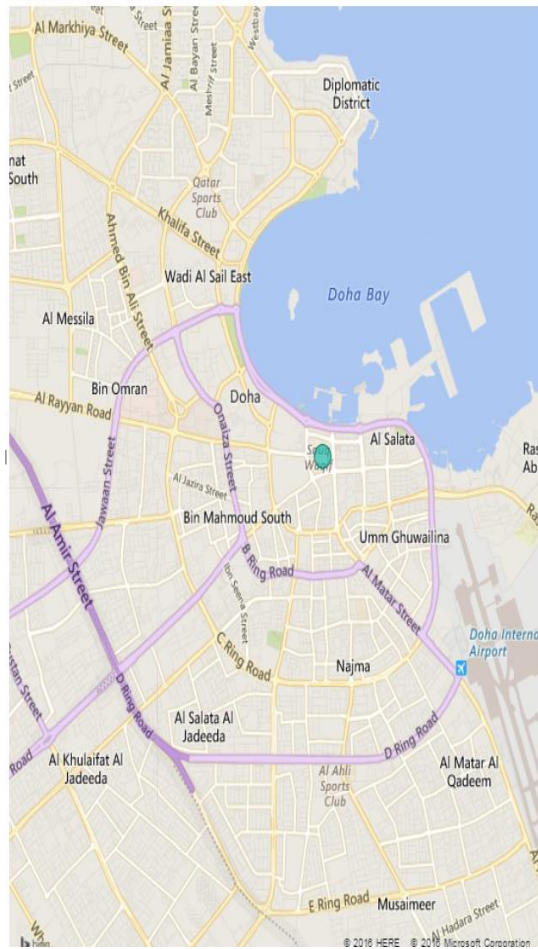 Al Markhiya Street
Al Jamiaa Street
Al Bayan Street
Meshrif Street
Diplomatic
District
South
Qatar
Sports
Club
Khalifa Street
Ahmed Bin Ali Street
Wadi Al Sail East
Doha Bay
Al Messila
Bin Omran
Doha
Al Rayyan Road
Onaiza Street
Al Salata
Souq
Waqif
Jawaan Street
Al Jazira Street
Al Amir Street
Bin Mahmoud South
Umm Ghuwailina
B Ring Road
Al Matar Street
Ibn Seena Street
Doha Interna
Airport
C Ring Road
Najma
D Ring Road
Al Salata Al
Jadeeda
D Ring Road
Road
Al Khulaifat Al
Jadeeda
Al Ahli
Sports
Club
Al Matar Al
Qadeem
E Ring Road
Musaimeer
Al Hadara Street
bing
© 2016 HERE © 2016 Microsoft Corporation